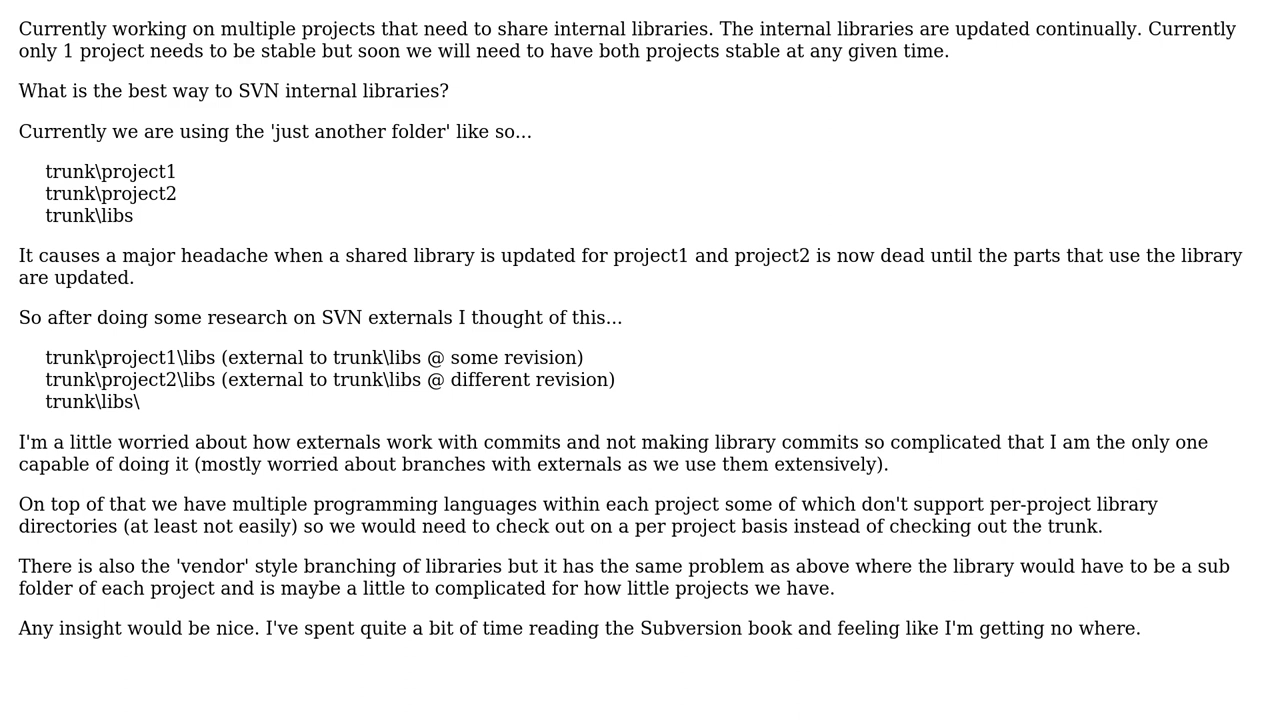 Currently working on multiple projects that need to share internal libraries. The internal libraries are updated continually. Currently
only 1 project needs to be stable but soon we will need to have both projects stable at any given time.
What is the best way to SVN internal libraries?
Currently we are using the 'just another folder' like so...
trunk\project1
trunk\project2
trunk\libs
It causes a major headache when a shared library is updated for project1 and project2 is now dead until the parts that use the library
are updated.
So after doing some research on SVN externals I thought of this...
trunk\project1\libs (external to trunk\libs @ some revision)
trunk\project2\libs (external to trunk\libs @ different revision)
trunk\libs\
I'm a little worried about how externals work with commits and not making library commits so complicated that I am the only one
capable of doing it (mostly worried about branches with externals as we use them extensively).
On top of that we have multiple programming languages within each project some of which don't support per-project library
directories (at least not easily) so we would need to check out on a per project basis instead of checking out the trunk.
There is also the 'vendor' style branching of libraries but it has the same problem as above where the library would have to be a sub
folder of each project and is maybe a little to complicated for how little projects we have.
Any insight would be nice. I've spent quite a bit of time reading the Subversion book and feeling like I'm getting no where.